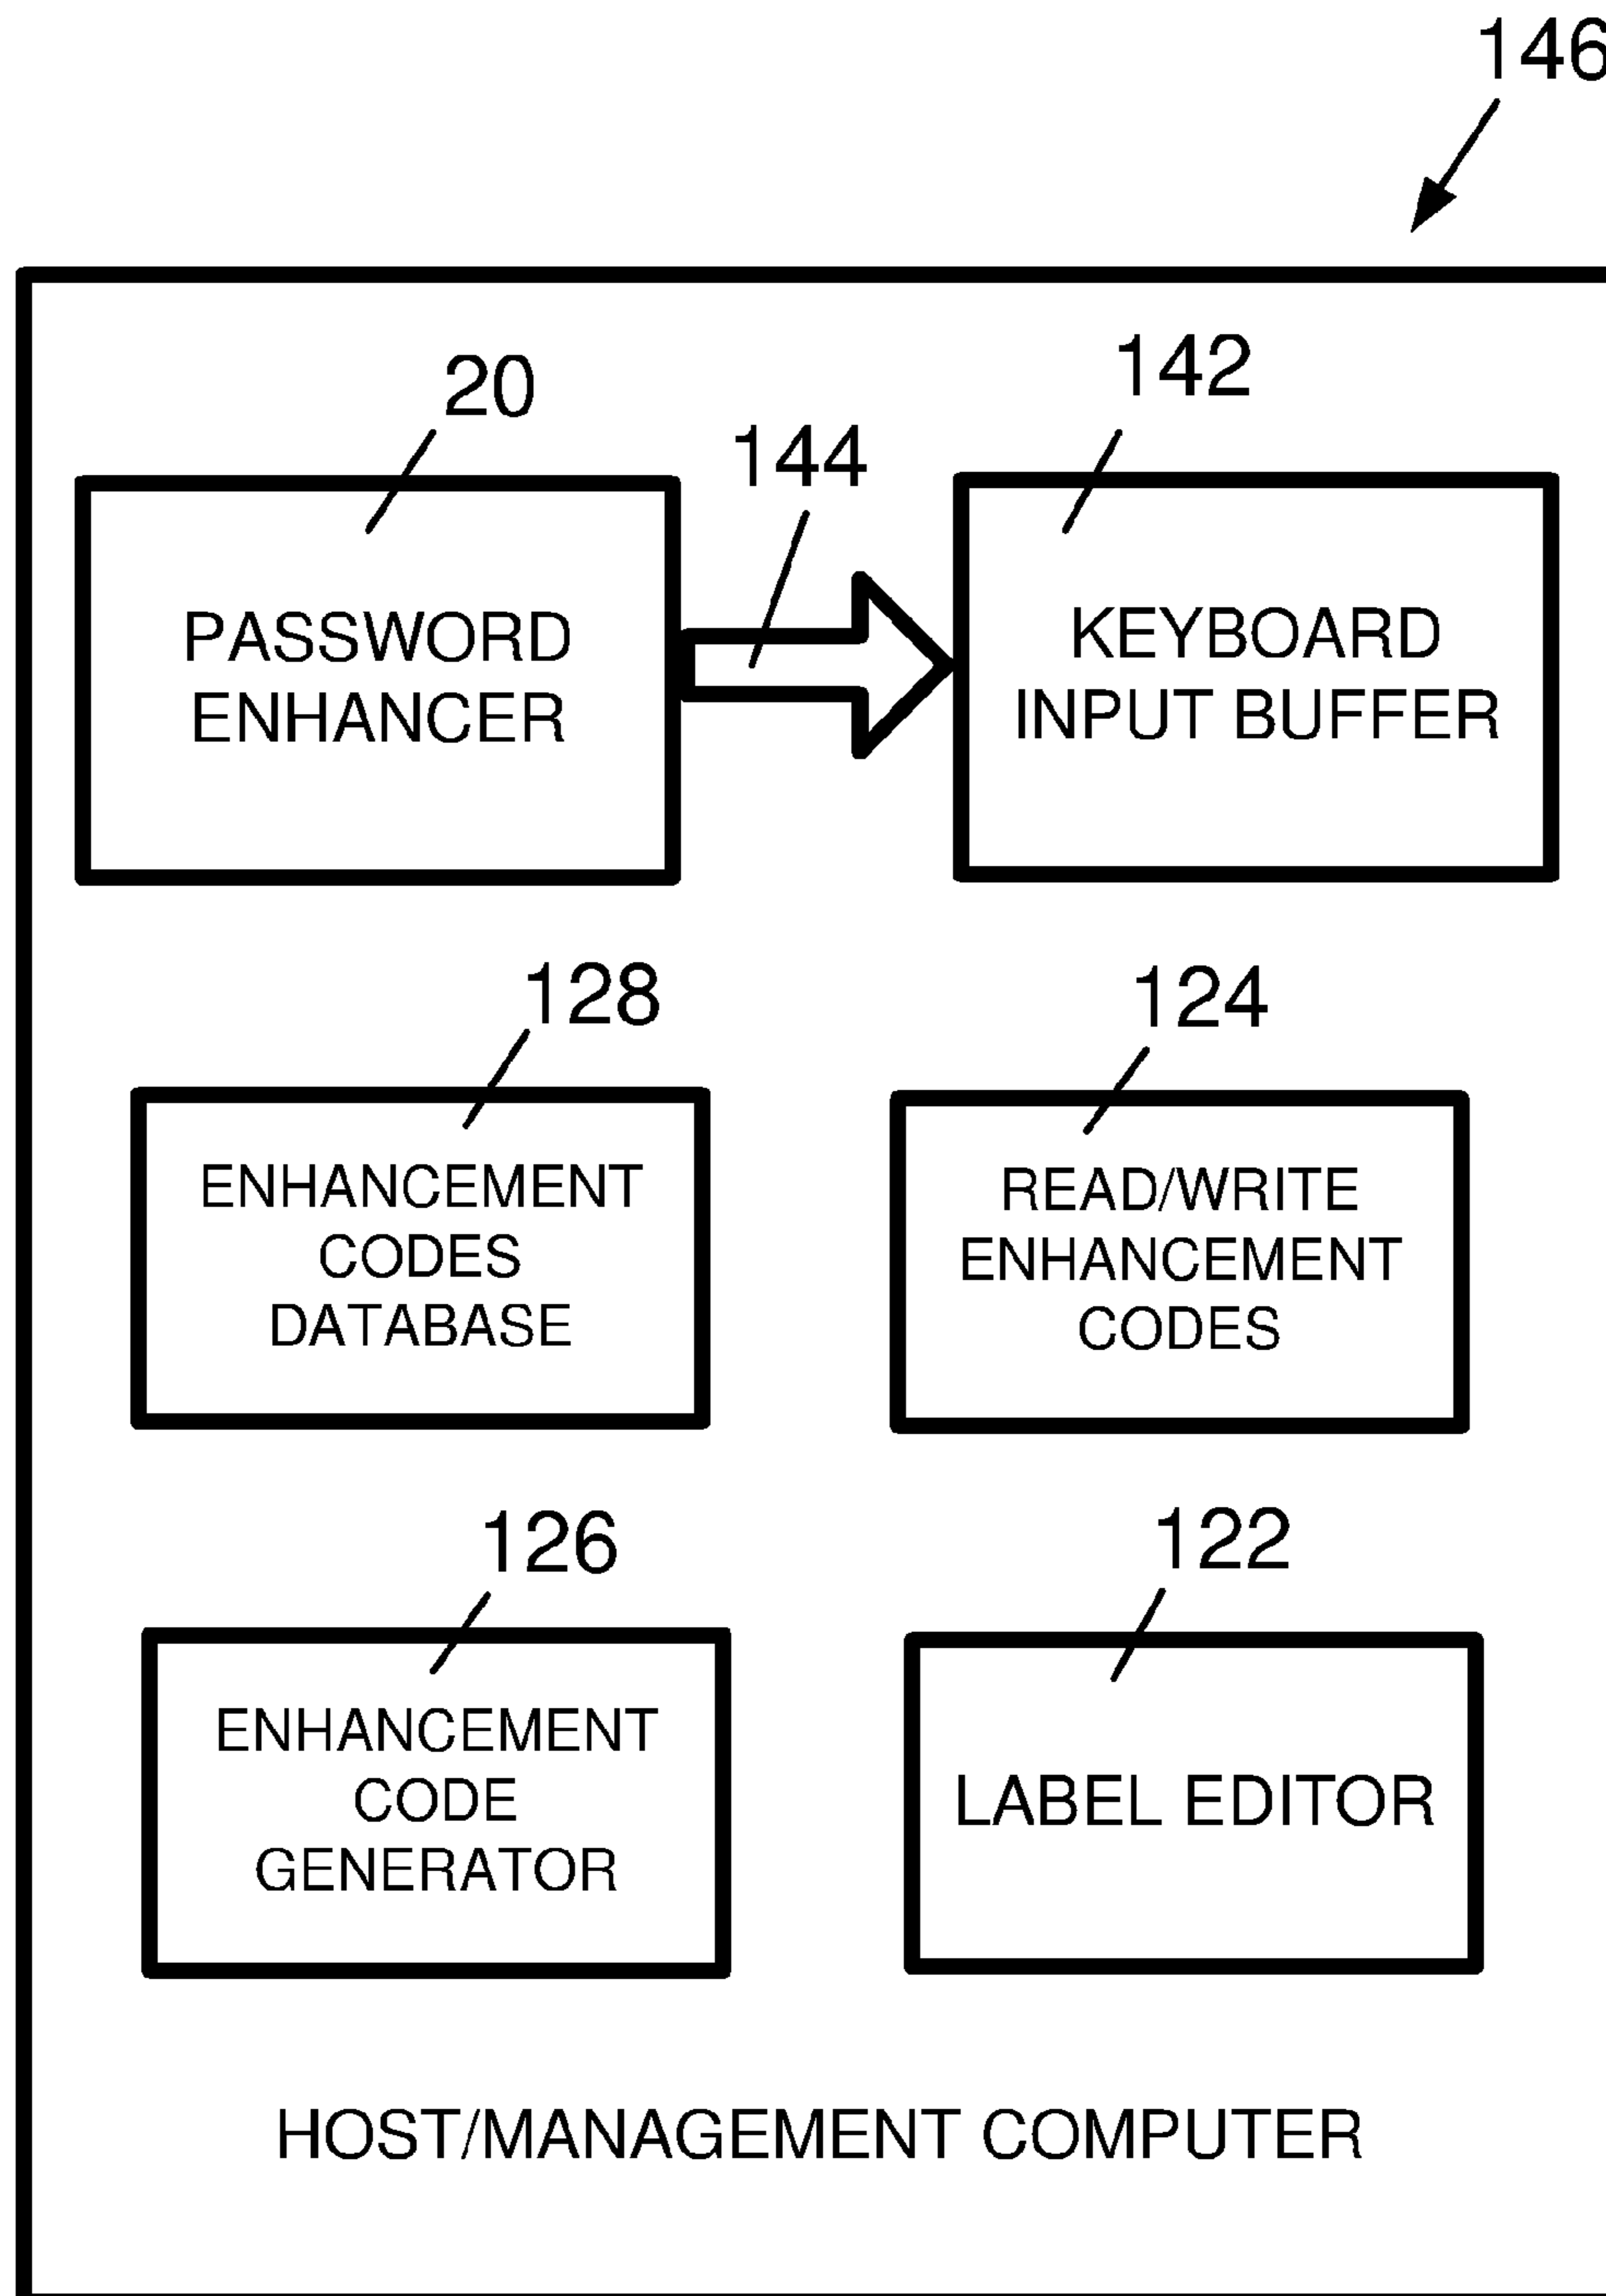 146
20
144
142
PASSWORD
ENHANCER
KEYBOARD
INPUT BUFFER
128
124
ENHANCEMENT
CODES
DATABASE
READ/WRITE
ENHANCEMENT
CODES
126
122
ENHANCEMENT
CODE
GENERATOR
LABEL EDITOR
HOST/MANAGEMENT COMPUTER